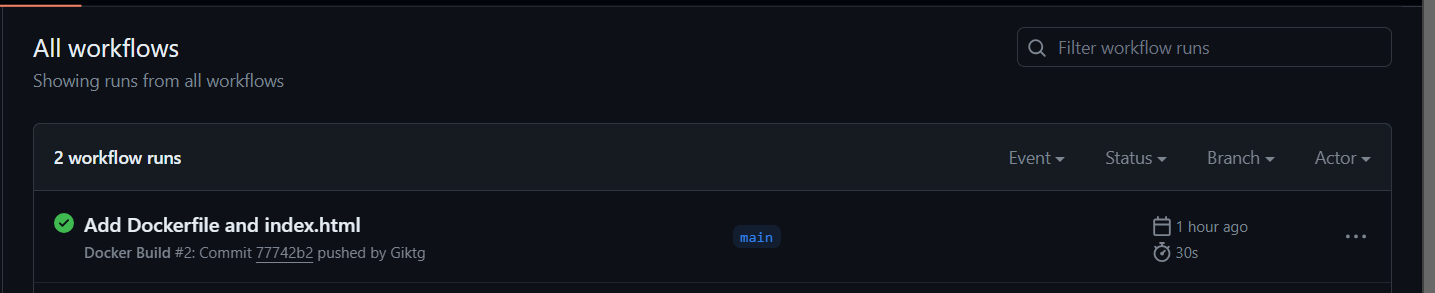 All workflows
Filter workflow runs
Showing runs from all workflows
2 workflow runs
Event Status Branch Actor
Add Dockerfile and index.html
main
1 hour ago
Docker Build #2: Commit 77742b2 pushed by Giktg
30s